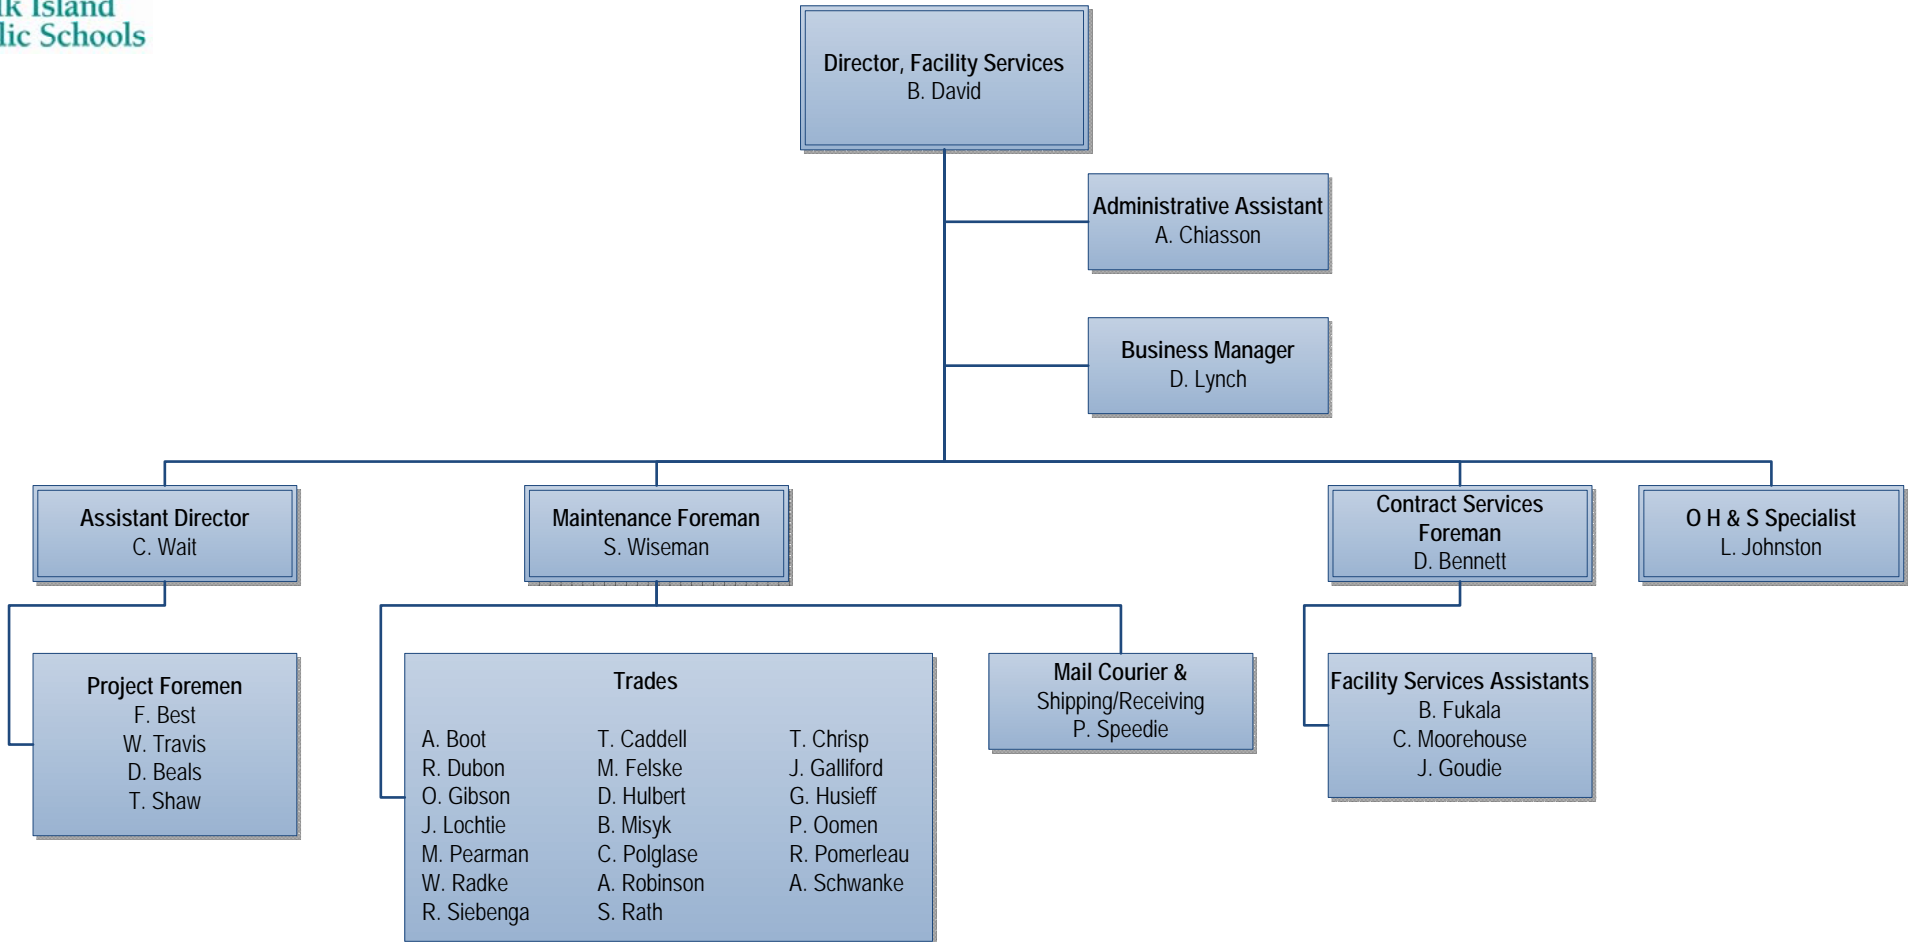 lk Island
lic Schools
Director, Facility Services
B. David
Administrative Assistant
A. Chiasson
Business Manager
D. Lynch
Assistant Director
C. Wait
Maintenance Foreman
S. Wiseman
Contract Services
Foreman
D. Bennett
O H & S Specialist
L. Johnston
Project Foremen
F. Best
W. Travis
D. Beals
T. Shaw
Trades
A. Boot T. Caddell T. Chrisp
R. Dubon M. Felske J. Galliford
O. Gibson D. Hulbert G. Husieff
J. Lochtie B. Misyk P. Oomen
M. Pearman C. Polglase R. Pomerleau
W. Radke A. Robinson A. Schwanke
R. Siebenga S. Rath
Mail Courier &
Shipping/Receiving
P. Speedie
Facility Services Assistants
B. Fukala
C. Moorehouse
J. Goudie